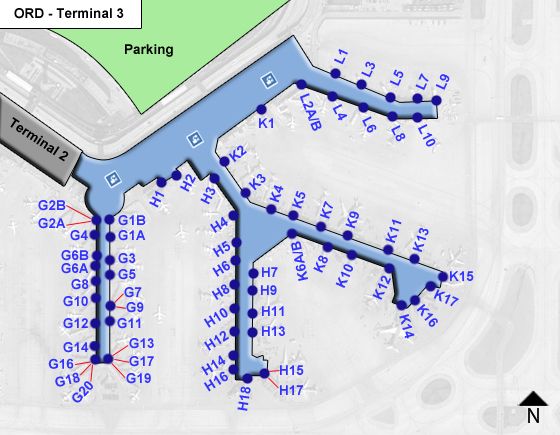 ORD - Terminal 3
Parking
Terminal 2
L1
L3
L5
L7
L9
L2A/B
L4
L6
L8
L10
K1
K2
K3
K4
K5
K7
K9
K11
K13
K15
K17
K16
K14
K12
K10
K8
K6A/B
H1
H2
H3
H4
H5
H6
H7
H8
H9
H10
H11
H12
H13
H14
H16
H15
H17
H18
G2B
G2A
G1B
G1A
G4
G6B
G6A
G3
G5
G8
G7
G10
G9
G12
G11
G14
G13
G16
G17
G18
G19
G20
N